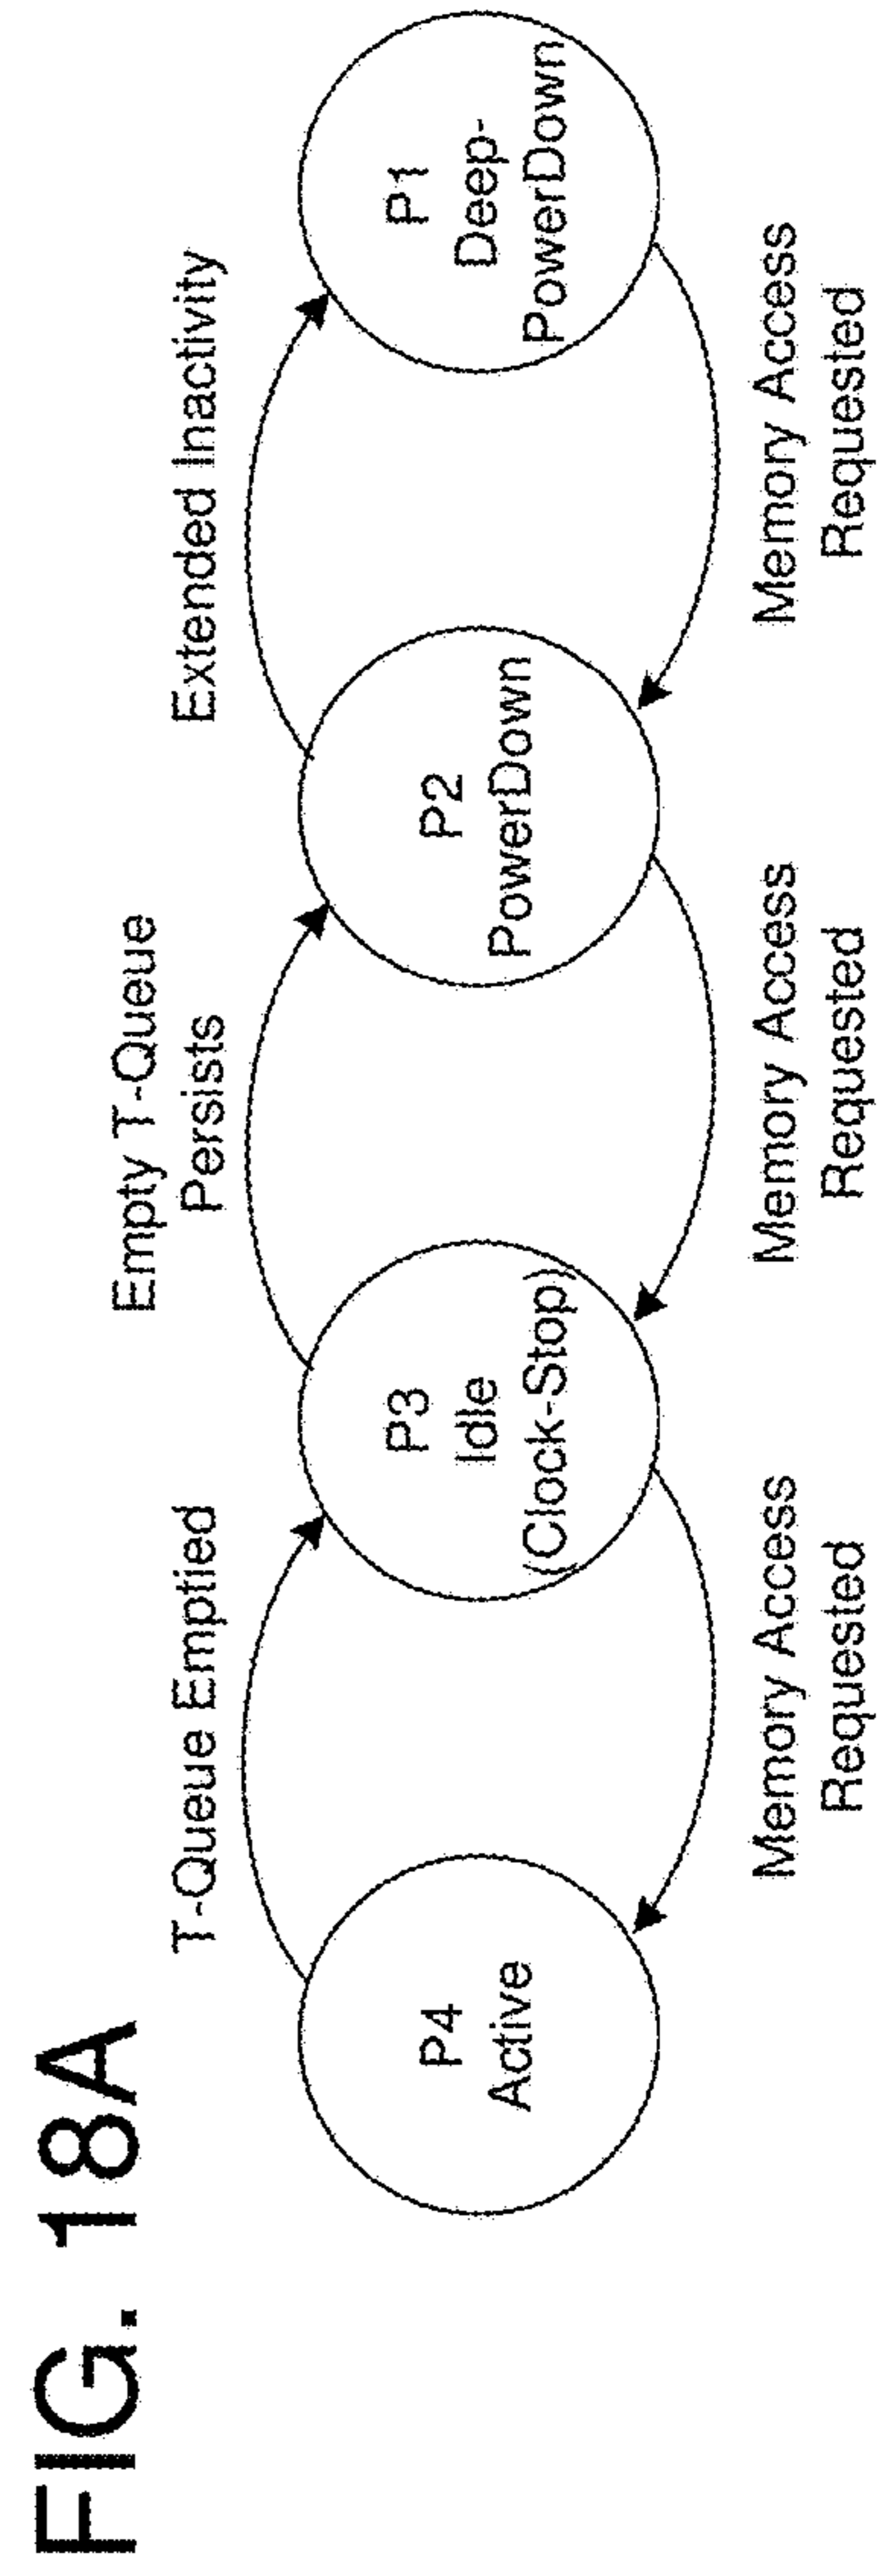 FIG. 18A
T-Queue Emptied
Empty T-Queue
Persists
Extended Inactivity
P4
Active
P3
Idle
(Clock-Stop)
P2
PowerDown
P1
Deep-
PowerDown
Memory Access
Requested
Memory Access
Requested
Memory Access
Requested